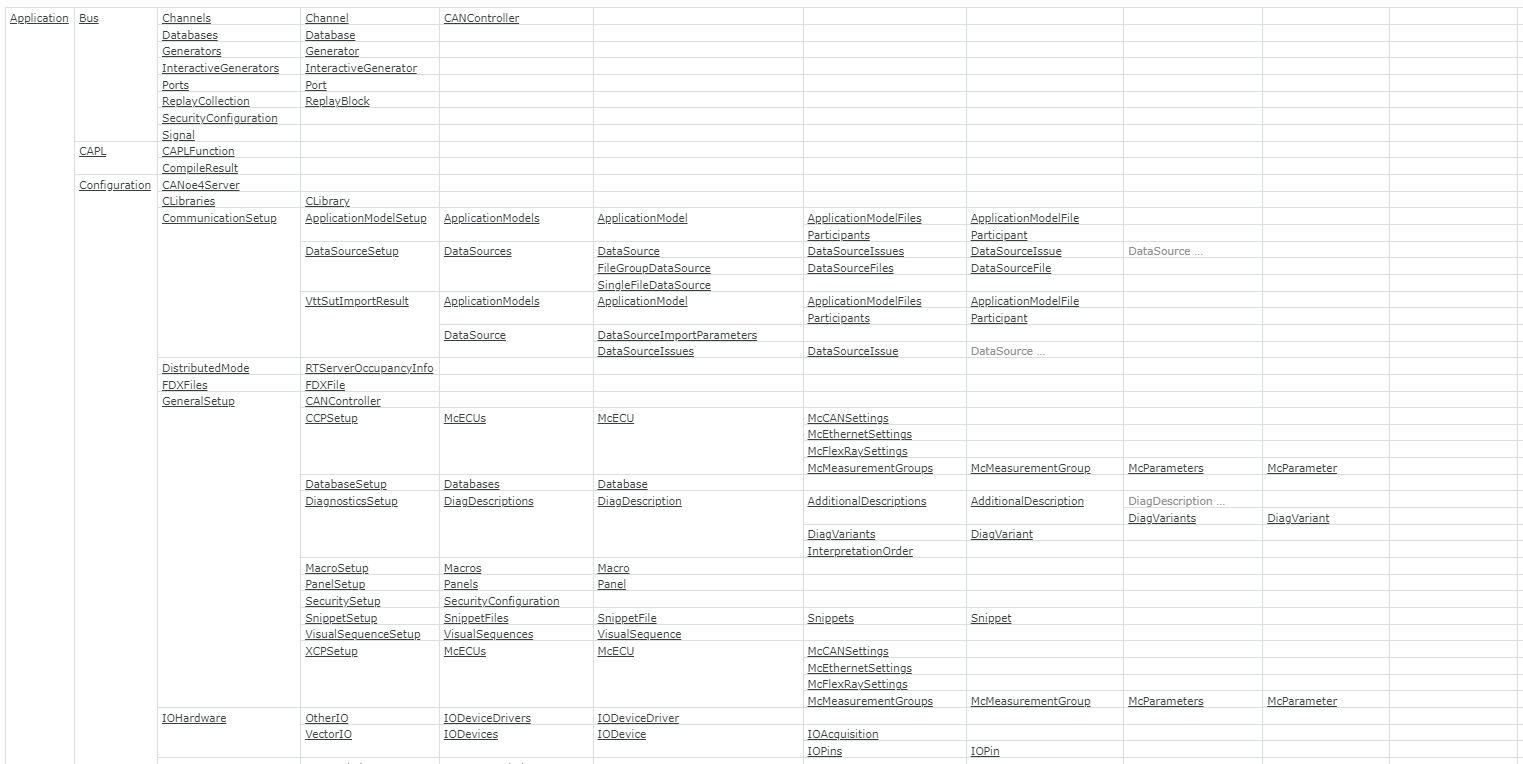 Application Bus Channels Channel CANController
Databases Database
Generators Generator
InteractiveGenerators InteractiveGenerator
Ports Port
ReplayCollection ReplayBlock
SecurityConfiguration
Signal
CAPL CAPLFunction
CompileResult
Configuration CANoe4Server
CLibraries CLibrary
CommunicationSetup ApplicationModelSetup ApplicationModels ApplicationModel ApplicationModelFiles ApplicationModelFile
Participants Participant
DataSourceSetup DataSources DataSource DataSourceIssues DataSourceIssue DataSource ...
FileGroupDataSource DataSourceFiles DataSourceFile
SingleFileDataSource
VttSutImportResult ApplicationModels ApplicationModel ApplicationModelFiles ApplicationModelFile
Participants Participant
DataSource DataSourceImportParameters
DataSourceIssues DataSourceIssue DataSource ...
DistributedMode RTServerOccupancyInfo
FDXFiles FDXFile
GeneralSetup CANController
CCPSetup McECUs McECU McCANSettings
McEthernetSettings
McFlexRaySettings
McMeasurementGroups McMeasurementGroup McParameters McParameter
DatabaseSetup Databases Database
DiagnosticsSetup DiagDescriptions DiagDescription AdditionalDescriptions AdditionalDescription DiagDescription ...
DiagVariants DiagVariant
DiagVariants DiagVariant
InterpretationOrder
MacroSetup Macros Macro
PanelSetup Panels Panel
SecuritySetup SecurityConfiguration
SnippetSetup SnippetFiles SnippetFile Snippets Snippet
VisualSequenceSetup VisualSequences VisualSequence
XCPSetup McECUs McECU McCANSettings
McEthernetSettings
McFlexRaySettings
McMeasurementGroups McMeasurementGroup McParameters McParameter
IOHardware OtherIO IODeviceDrivers IODeviceDriver
VectorIO IODevices IODevice IOAcquisition
IOPins IOPin